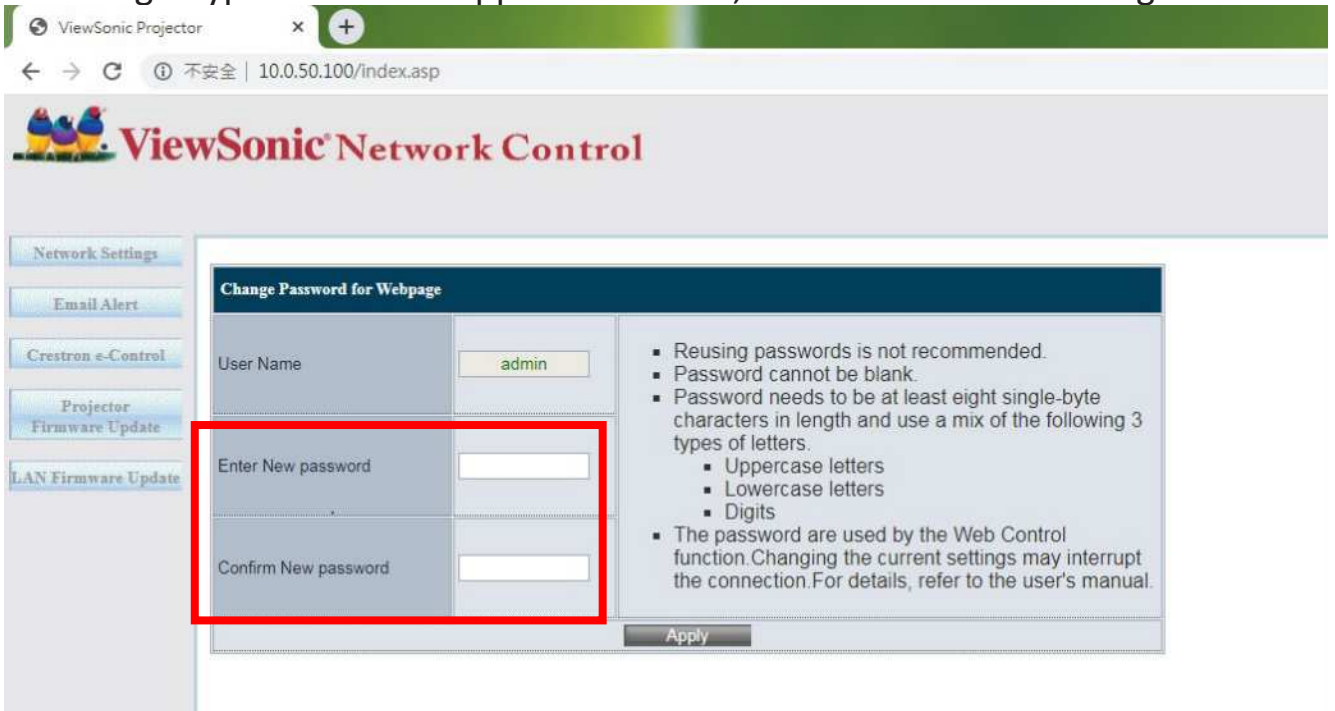 ViewSonic Projector
不安全 | 10.0.50.100/index.asp
ViewSonic® Network Control
Network Settings
Email Alert
Crestron e-Control
Projector
Firmware Update
LAN Firmware Update
Change Password for Webpage
User Name
admin
Enter New password
Confirm New password
▪ Reusing passwords is not recommended.
▪ Password cannot be blank.
▪ Password needs to be at least eight single-byte
characters in length and use a mix of the following 3
types of letters.
▪ Uppercase letters
▪ Lowercase letters
▪ Digits
▪ The password are used by the Web Control
function.Changing the current settings may interrupt
the connection.For details, refer to the user's manual.
Apply